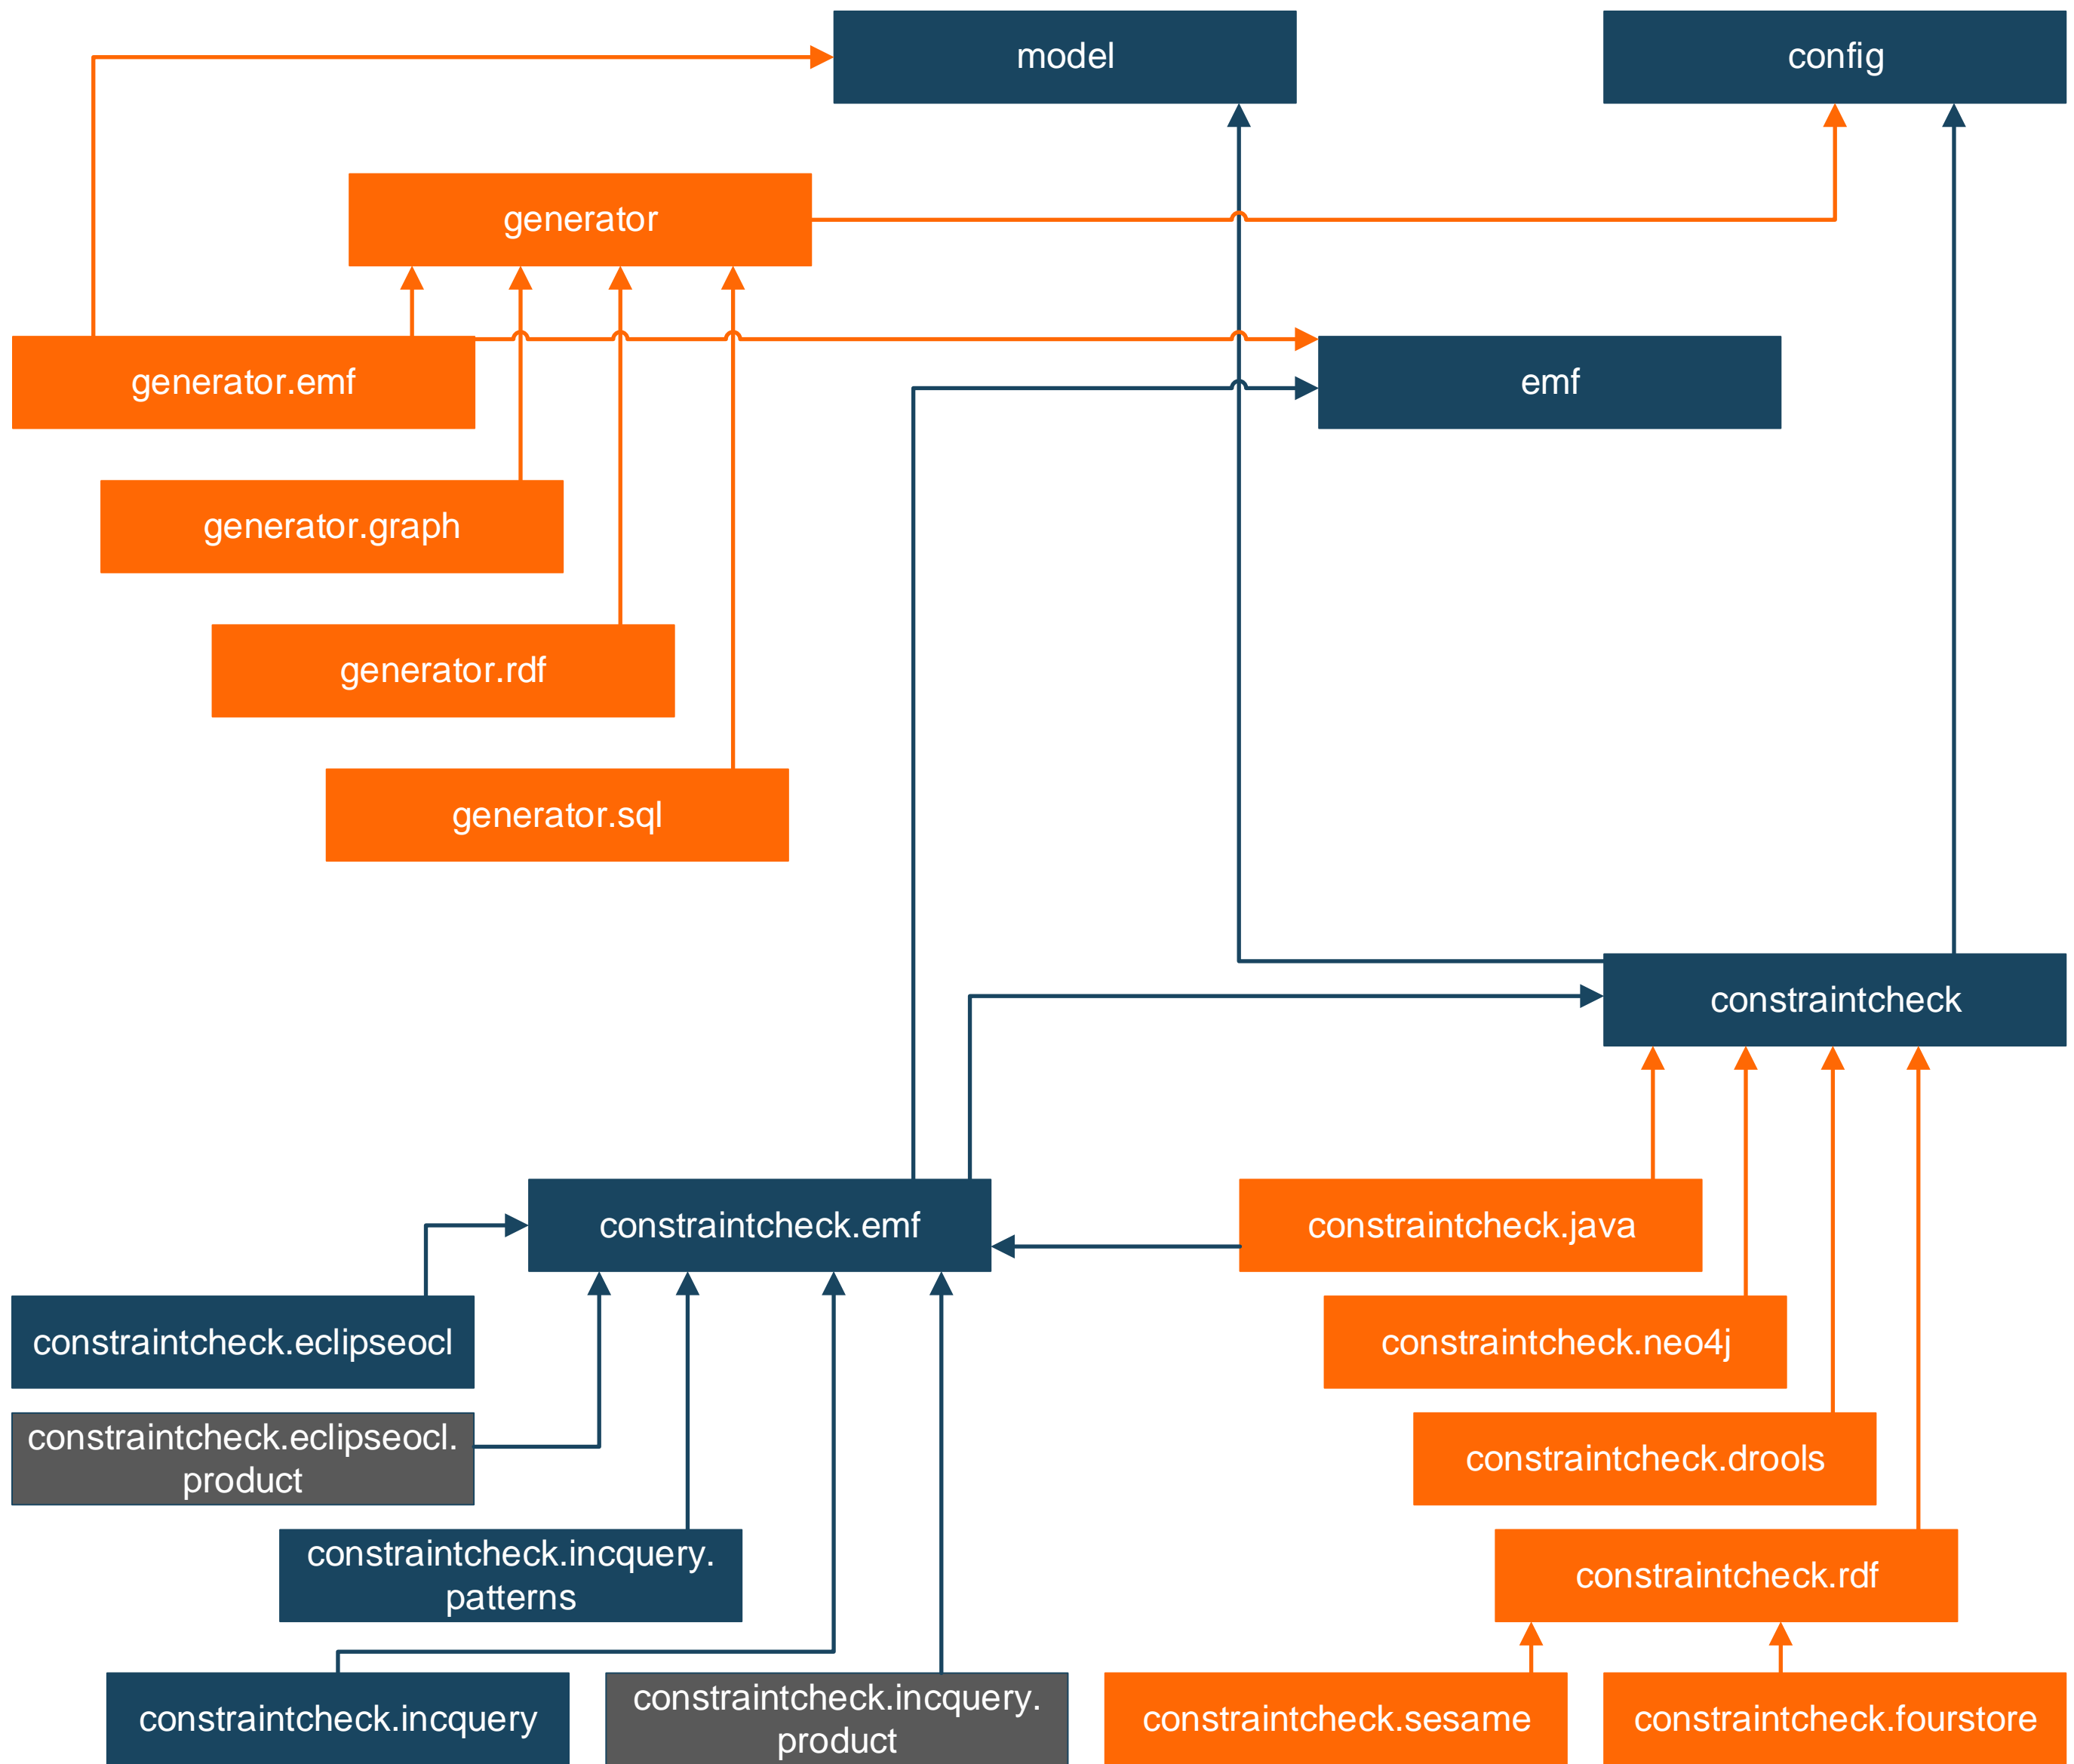 model
config
generator
generator.emf
emf
generator.graph
generator.rdf
generator.sql
constraintcheck
constraintcheck.emf
constraintcheck.java
constraintcheck.eclipseocl
constraintcheck.neo4j
constraintcheck.eclipseocl.
product
constraintcheck.drools
constraintcheck.incquery.
patterns
constraintcheck.rdf
constraintcheck.incquery
constraintcheck.incquery.
product
constraintcheck.sesame
constraintcheck.fourstore